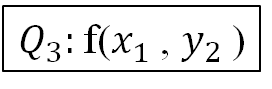 Q₃: f(x₁ , y₂ )